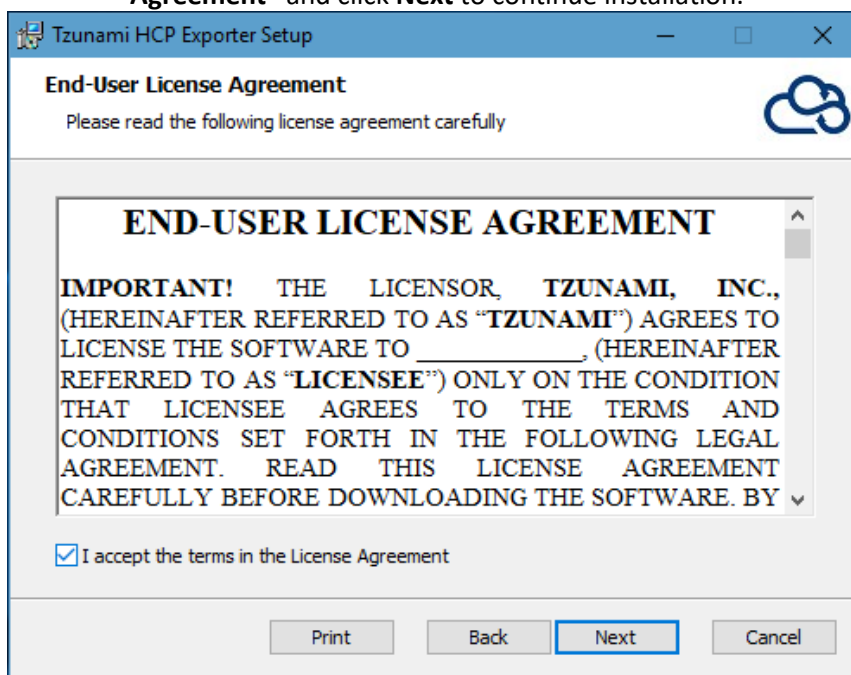 Agreement" and click Next to continue installation.
Tzunami HCP Exporter Setup
End-User License Agreement
Please read the following license agreement carefully
END-USER LICENSE AGREEMENT
IMPORTANT! THE LICENSOR, TZUNAMI, INC.,
(HEREINAFTER REFERRED TO AS “TZUNAMI”) AGREES TO
LICENSE THE SOFTWARE TO _______________, (HEREINAFTER
REFERRED TO AS “LICENSEE”) ONLY ON THE CONDITION
THAT LICENSEE AGREES TO THE TERMS AND
CONDITIONS SET FORTH IN THE FOLLOWING LEGAL
AGREEMENT. READ THIS LICENSE AGREEMENT
CAREFULLY BEFORE DOWNLOADING THE SOFTWARE. BY
I accept the terms in the License Agreement
Print Back Next Cancel